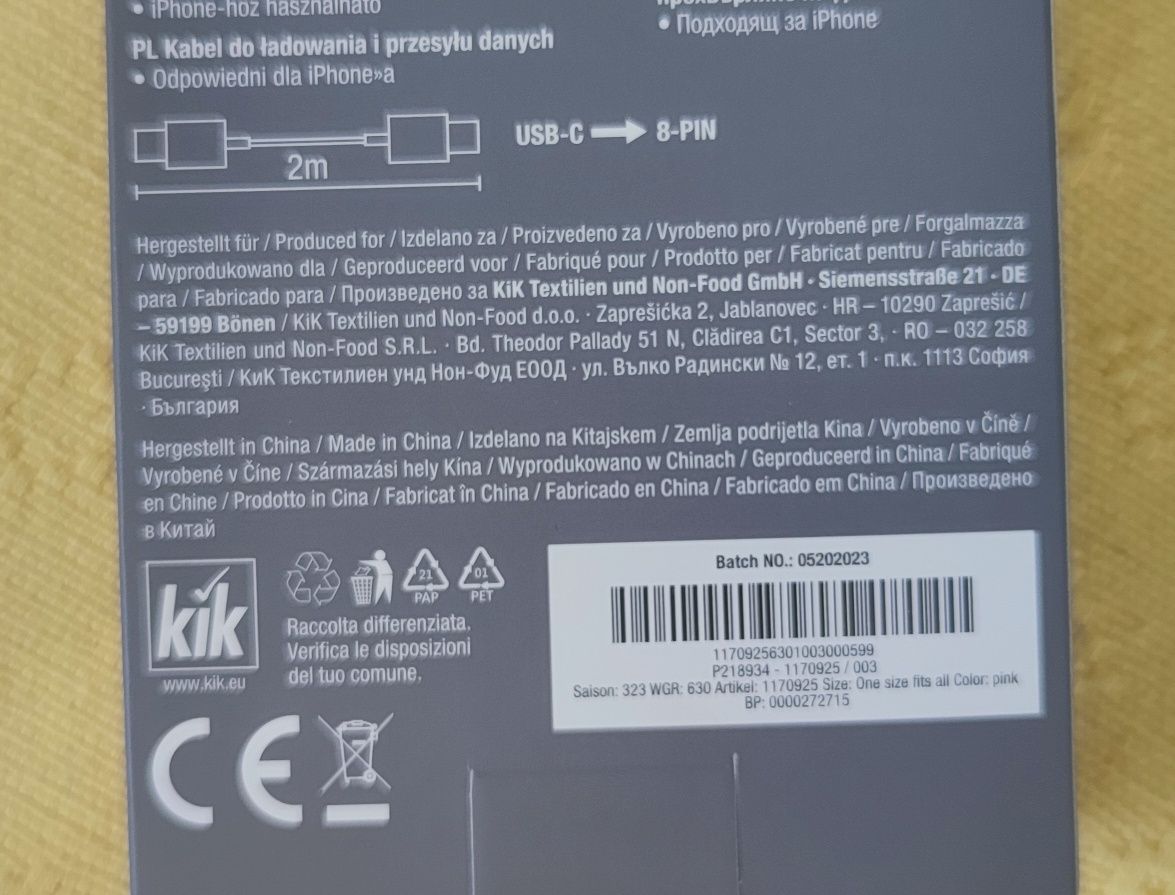 • iPhone-hoz használható
PL Kabel do ładowania i przesyłu danych
• Odpowiedni dla iPhone»a
• Подходящ за iPhone
2m
USB-C 8-PIN
Hergestellt für / Produced for / Izdelano za / Proizvedeno za / Vyrobeno pro / Vyrobené pre / Forgalmazza
/ Wyprodukowano dla / Geproduceerd voor / Fabriqué pour / Prodotto per / Fabricat pentru / Fabricado
para / Fabricado para / Произведено за KiK Textilien und Non-Food GmbH · Siemensstraße 21 · DE
– 59199 Bönen / KiK Textilien und Non-Food d.o.o. · Zaprešićka 2, Jablanovec · HR – 10290 Zaprešić /
KiK Textilien und Non-Food S.R.L. · Bd. Theodor Pallady 51 N, Clădirea C1, Sector 3, · RO – 032 258
Bucureşti / КиК Текстилиен унд Нон-Фуд ЕООД · ул. Вълко Радински № 12, ет. 1 · п.к. 1113 София
· България
Hergestellt in China / Made in China / Izdelano na Kitajskem / Zemlja podrijetla Kina / Vyrobeno v Číně /
Vyrobené v Číne / Származási hely Kína / Wyprodukowano w Chinach / Geproduceerd in China / Fabriqué
en Chine / Prodotto in Cina / Fabricat în China / Fabricado en China / Fabricado em China / Произведено
в Китай
kik
www.kik.eu
21
PAP
01
PET
Raccolta differenziata.
Verifica le disposizioni
del tuo comune.
CE
Batch NO.: 05202023
11709256301003000599
P218934 - 1170925 / 003
Saison: 323 WGR: 630 Artikel: 1170925 Size: One size fits all Color: pink
BP: 0000272715